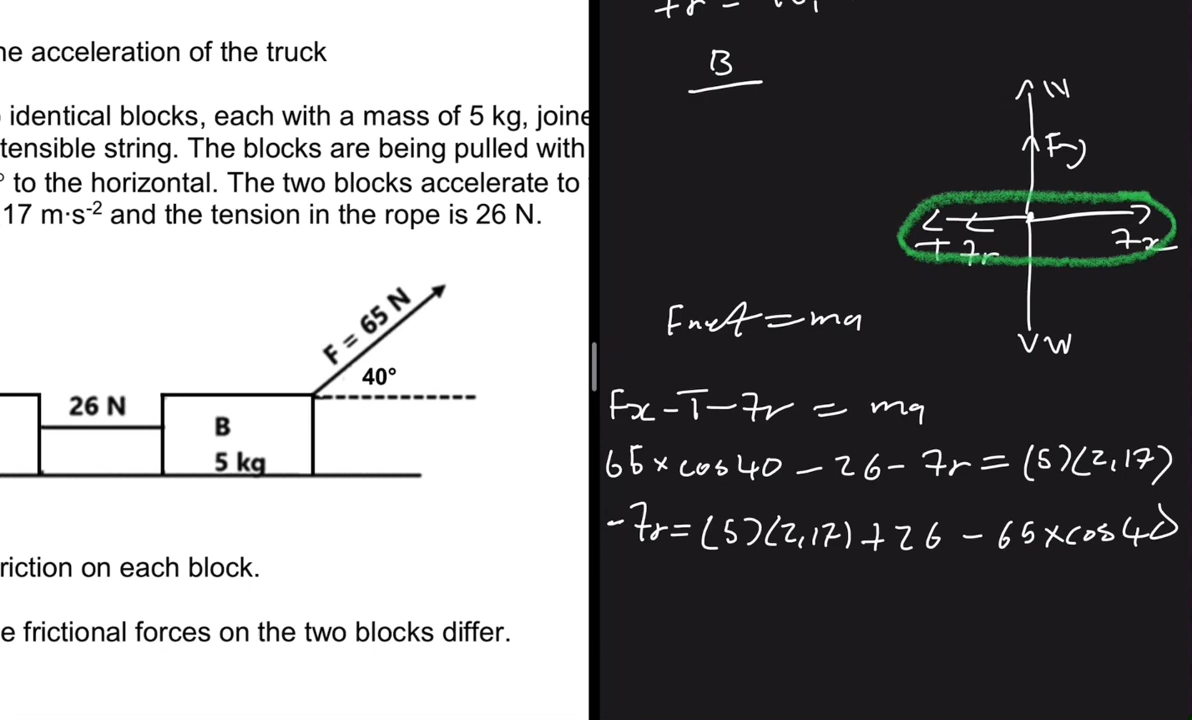 ne acceleration of the truck
identical blocks, each with a mass of 5 kg, joine
tensible string. The blocks are being pulled with
° to the horizontal. The two blocks accelerate to
17 m·s-2 and the tension in the rope is 26 N.
F = 65 N
40°
26 N
B
5 kg
riction on each block.
e frictional forces on the two blocks differ.
B
N
Fy
T fr
Fx
W
Fnet = ma
Fx - T - fr = ma
65 x cos 40 - 26 - fr = (5)(2,17)
-fr = (5)(2,17) + 26 - 65 x cos 40